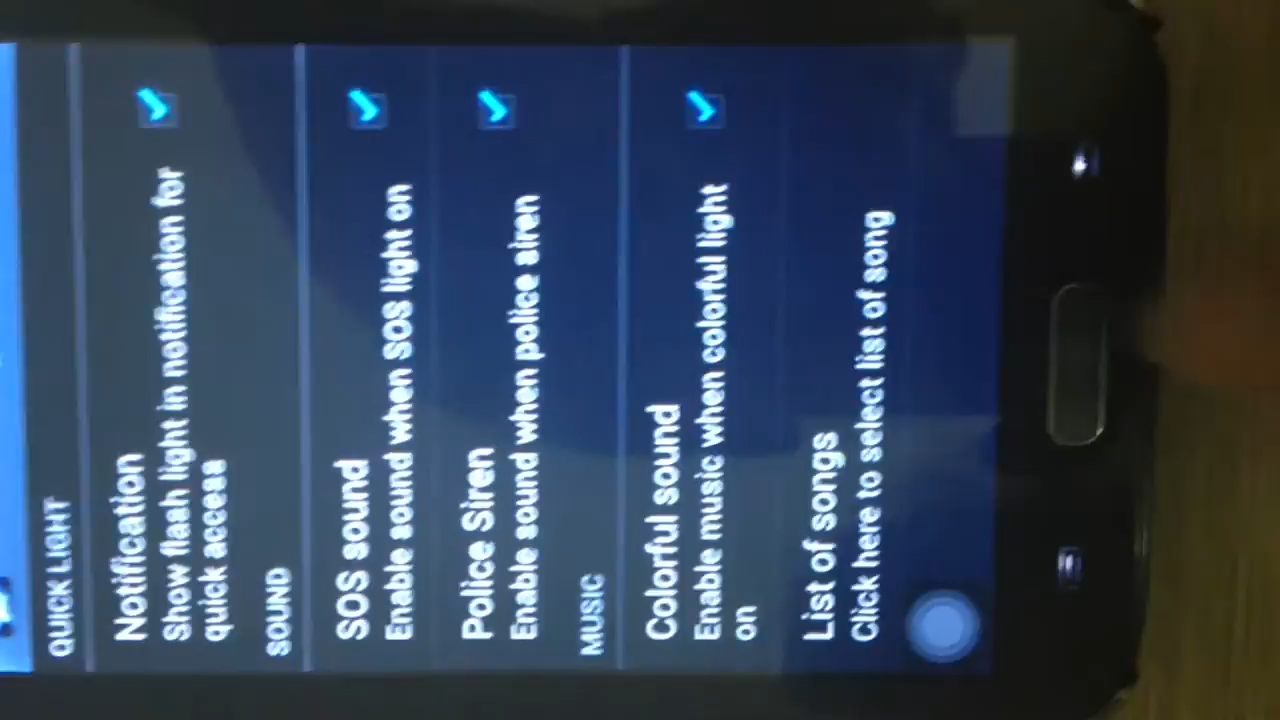 QUICK LIGHT
Notification
Show flash light in notification for
quick access
SOUND
SOS sound
Enable sound when SOS light on
Police Siren
Enable sound when police siren
MUSIC
Colorful sound
Enable music when colorful light
on
List of songs
Click here to select list of song